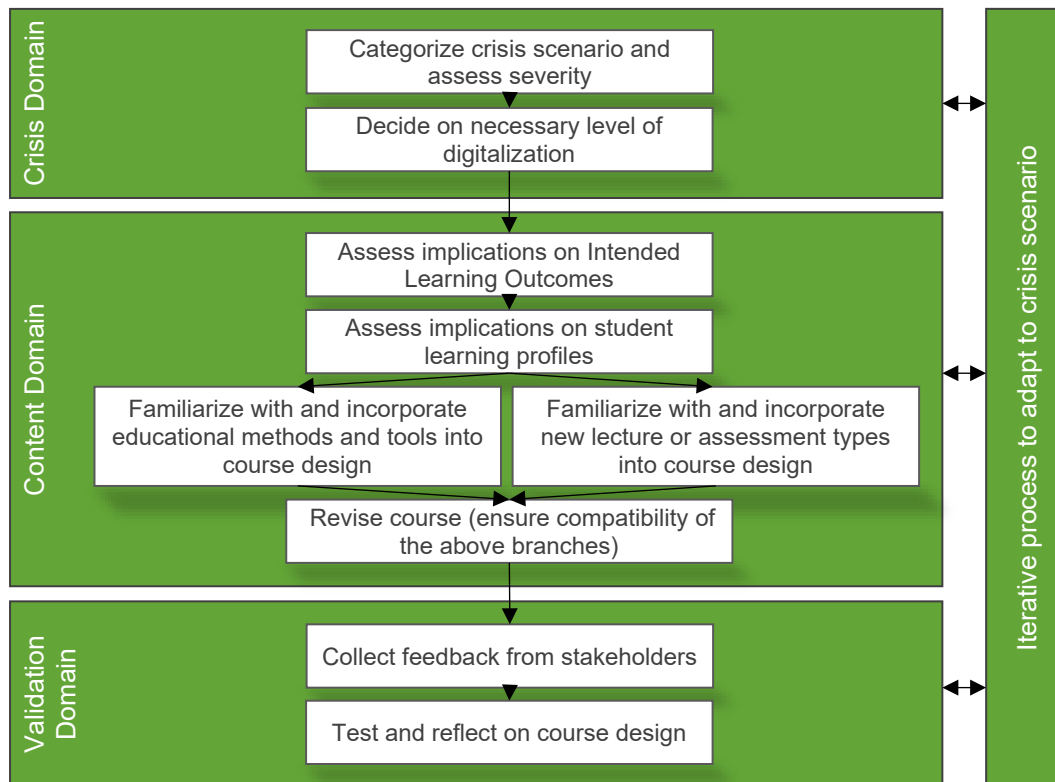 Crisis Domain
Categorize crisis scenario and
assess severity
Decide on necessary level of
digitalization
Content Domain
Assess implications on Intended
Learning Outcomes
Assess implications on student
learning profiles
Familiarize with and incorporate
educational methods and tools into
course design
Familiarize with and incorporate
new lecture or assessment types
into course design
Revise course (ensure compatibility of
the above branches)
Validation
Domain
Collect feedback from stakeholders
Test and reflect on course design
Iterative process to adapt to crisis scenario